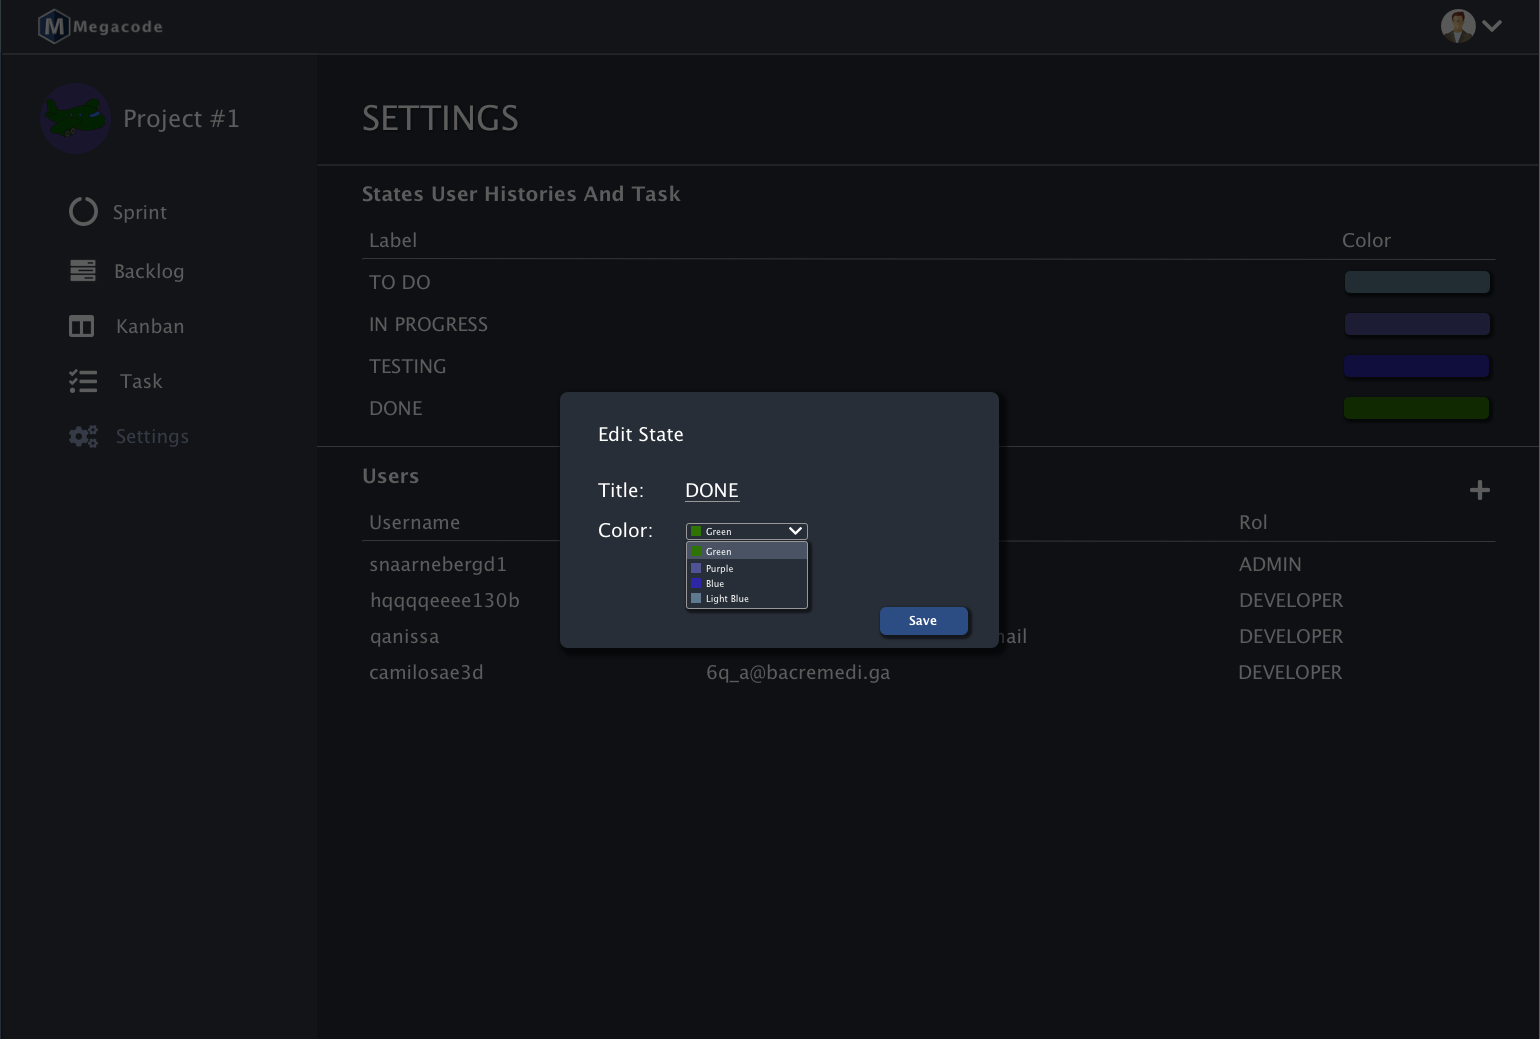 Megacode
Project #1
Sprint
Backlog
Kanban
Task
Settings
SETTINGS
States User Histories And Task
Label Color
TO DO
IN PROGRESS
TESTING
DONE
Users
Username Rol
snaarnebergd1 ADMIN
hqqqqeeee130b DEVELOPER
qanissa DEVELOPER
camilosae3d 6q_a@bacremedi.ga DEVELOPER
Edit State
Title: DONE
Color: Green
Green
Purple
Blue
Light Blue
Save